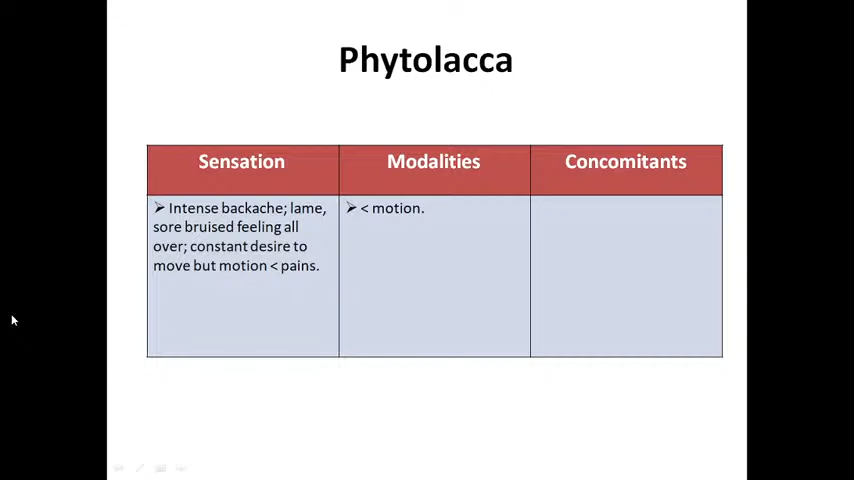 Phytolacca
Sensation
Modalities
Concomitants
➢ Intense backache; lame,
sore bruised feeling all
over; constant desire to
move but motion < pains.
➢ < motion.